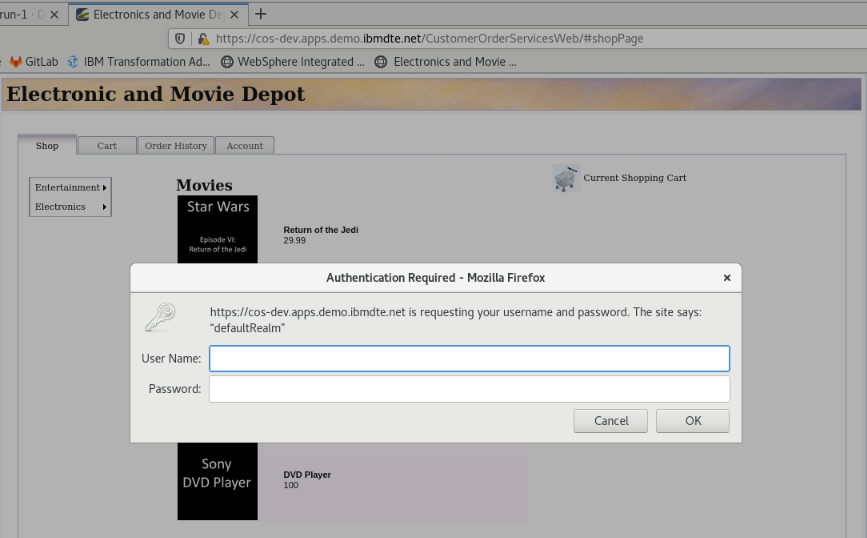 run-1 · D
Electronics and Movie De
https://cos-dev.apps.demo.ibmdte.net/CustomerOrderServicesWeb/#shopPage
GitLab IBM Transformation Ad... WebSphere Integrated ... Electronics and Movie ...
Electronic and Movie Depot
Shop Cart Order History Account
Entertainment
Electronics
Movies
Current Shopping Cart
Star Wars
Episode VI:
Return of the Jedi
Return of the Jedi
29.99
Authentication Required - Mozilla Firefox
https://cos-dev.apps.demo.ibmdte.net is requesting your username and password. The site says:
“defaultRealm”
User Name:
Password:
Cancel OK
Sony
DVD Player
DVD Player
100